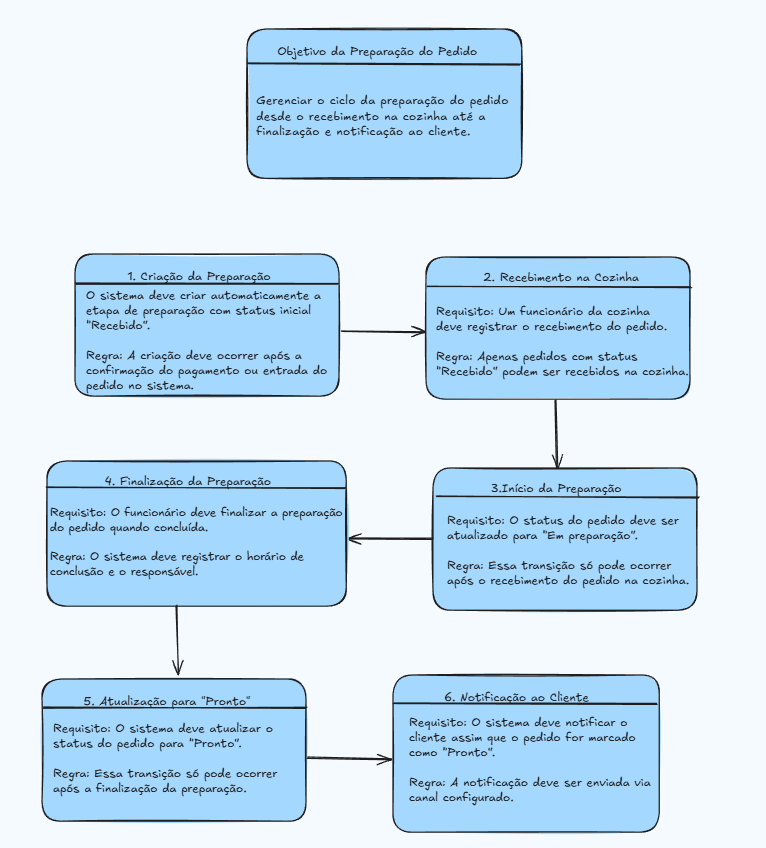 Objetivo da Preparação do Pedido
Gerenciar o ciclo da preparação do pedido
desde o recebimento na cozinha até a
finalização e notificação ao cliente.
1. Criação da Preparação
O sistema deve criar automaticamente a
etapa de preparação com status inicial
"Recebido".
Regra: A criação deve ocorrer após a
confirmação do pagamento ou entrada do
pedido no sistema.
2. Recebimento na Cozinha
Requisito: Um funcionário da cozinha
deve registrar o recebimento do pedido.
Regra: Apenas pedidos com status
"Recebido" podem ser recebidos na cozinha.
3.Início da Preparação
Requisito: O status do pedido deve ser
atualizado para "Em preparação".
Regra: Essa transição só pode ocorrer
após o recebimento do pedido na cozinha.
4. Finalização da Preparação
Requisito: O funcionário deve finalizar a preparação
do pedido quando concluída.
Regra: O sistema deve registrar o horário de
conclusão e o responsável.
5. Atualização para "Pronto"
Requisito: O sistema deve atualizar o
status do pedido para "Pronto".
Regra: Essa transição só pode ocorrer
após a finalização da preparação.
6. Notificação ao Cliente
Requisito: O sistema deve notificar o
cliente assim que o pedido for marcado
como "Pronto".
Regra: A notificação deve ser enviada via
canal configurado.